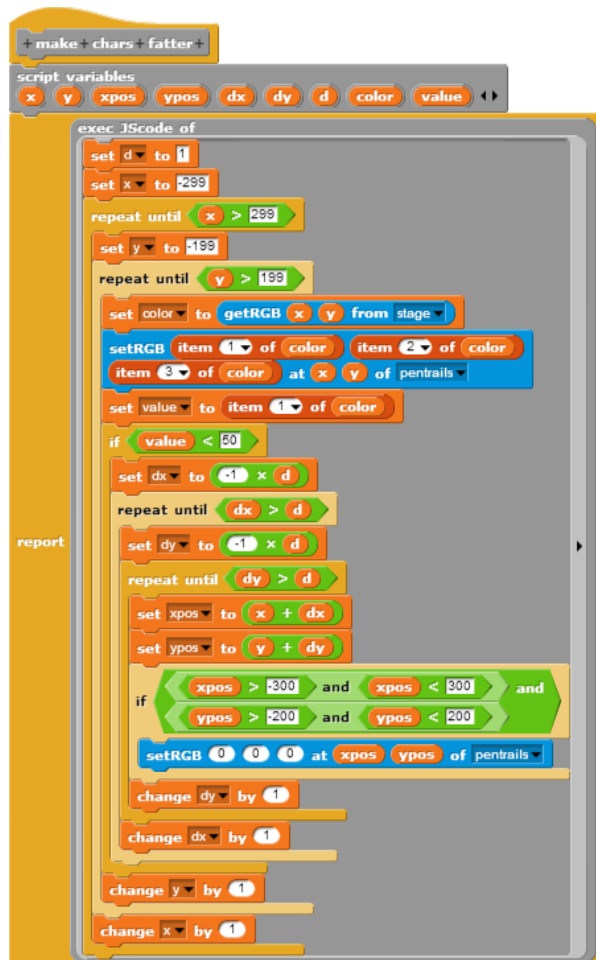 +make+chars+fatter+
script variables
x y xpos ypos dx dy d color value
exec JScode of
set d to 1
set x to -299
repeat until x > 299
set y to -199
repeat until y > 199
set color to getRGB x y from stage
setRGB item 1 of color item 2 of color
item 3 of color at x y of pentrails
set value to item 1 of color
if value < 50
set dx to -1 × d
repeat until dx > d
report
set dy to -1 × d
repeat until dy > d
set xpos to x + dx
set ypos to y + dy
if xpos > -300 and xpos < 300 and
ypos > -200 and ypos < 200
setRGB 0 0 0 at xpos ypos of pentrails
change dy by 1
change dx by 1
change y by 1
change x by 1